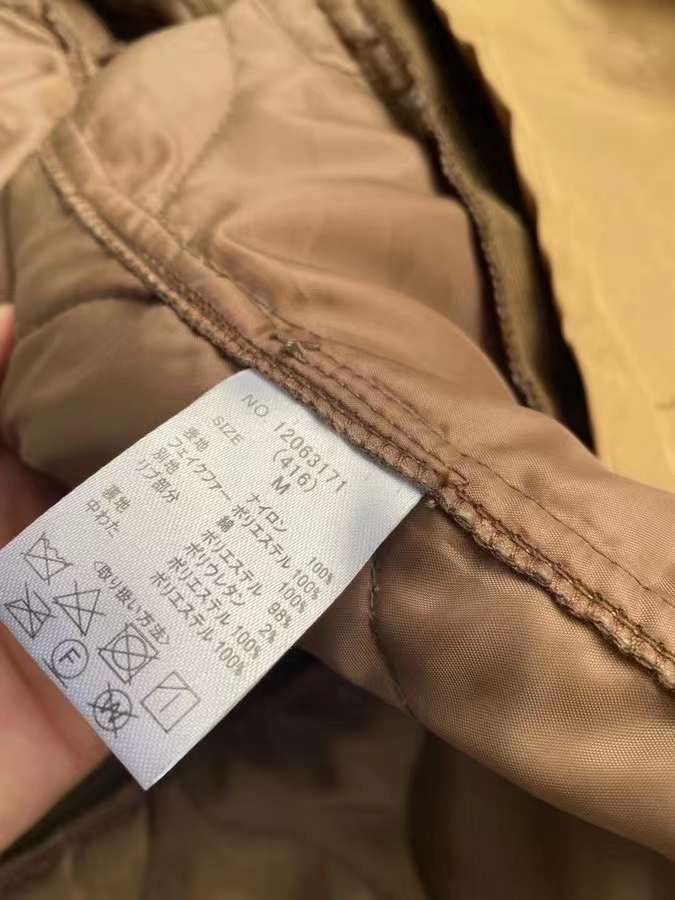 NO. 12063171
(416)
SIZE M
表地 ナイロン 100%
別地 フェイクファー ポリエステル 100%
綿 100%
リブ部分 ポリエステル 98%
ポリウレタン 2%
裏地 ポリエステル 100%
中わた ポリエステル 100%
<取り扱い方法>
F
W